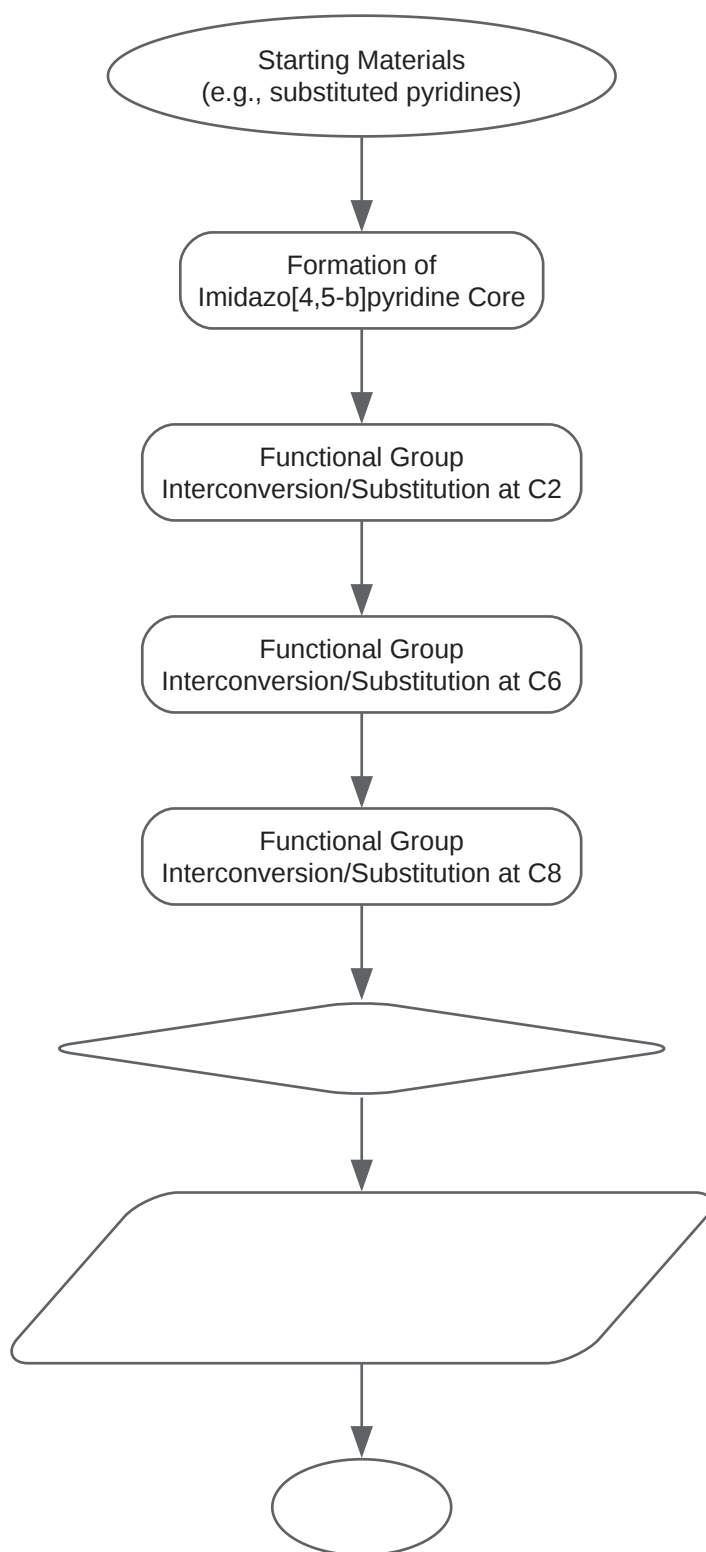 Starting Materials
(e.g., substituted pyridines)
Formation of
Imidazo[4,5-b]pyridine Core
Functional Group
Interconversion/Substitution at C2
Functional Group
Interconversion/Substitution at C6
Functional Group
Interconversion/Substitution at C8